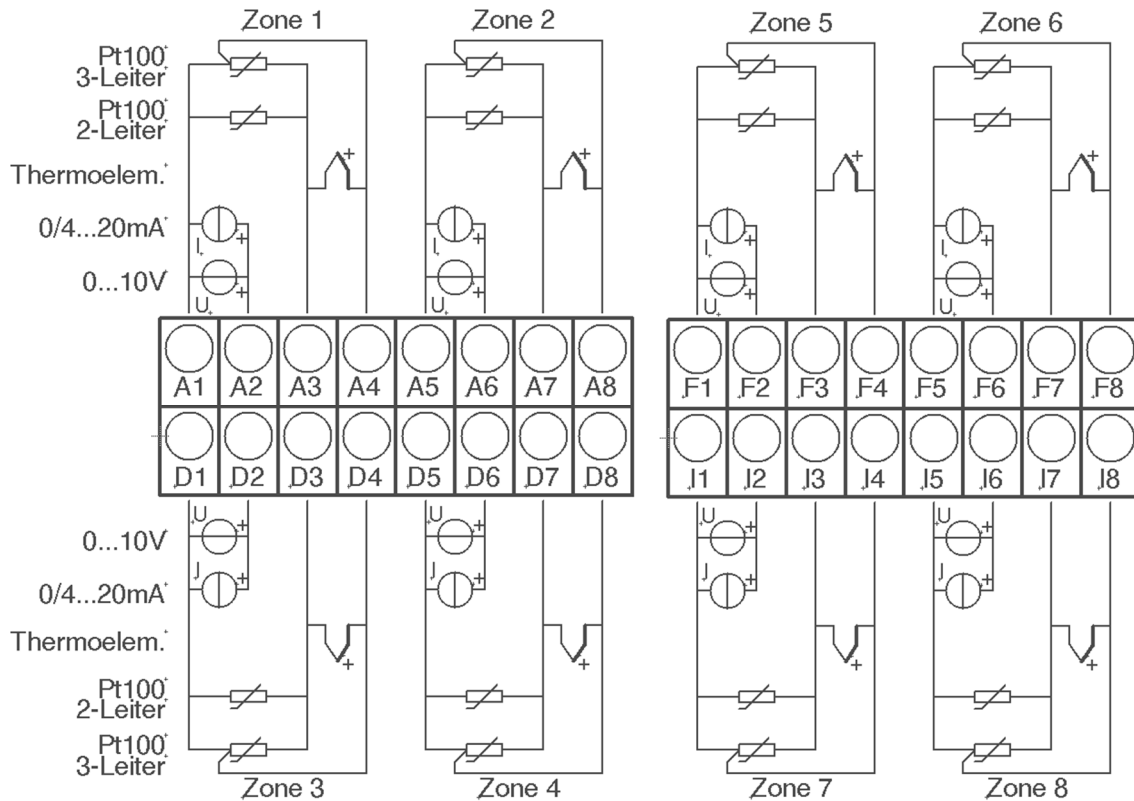 Zone 1 Zone 2 Zone 5 Zone 6
Pt100
3-Leiter
Pt100
2-Leiter
Thermoelem.
0/4...20mA
I + I + I + I +
0...10V
U + U + U + U +
A1 A2 A3 A4 A5 A6 A7 A8 F1 F2 F3 F4 F5 F6 F7 F8
D1 D2 D3 D4 D5 D6 D7 D8 I1 I2 I3 I4 I5 I6 I7 I8
U + U + U + U +
0...10V
J + J + J + J +
0/4...20mA
Thermoelem.
Pt100
2-Leiter
Pt100
3-Leiter
Zone 3 Zone 4 Zone 7 Zone 8